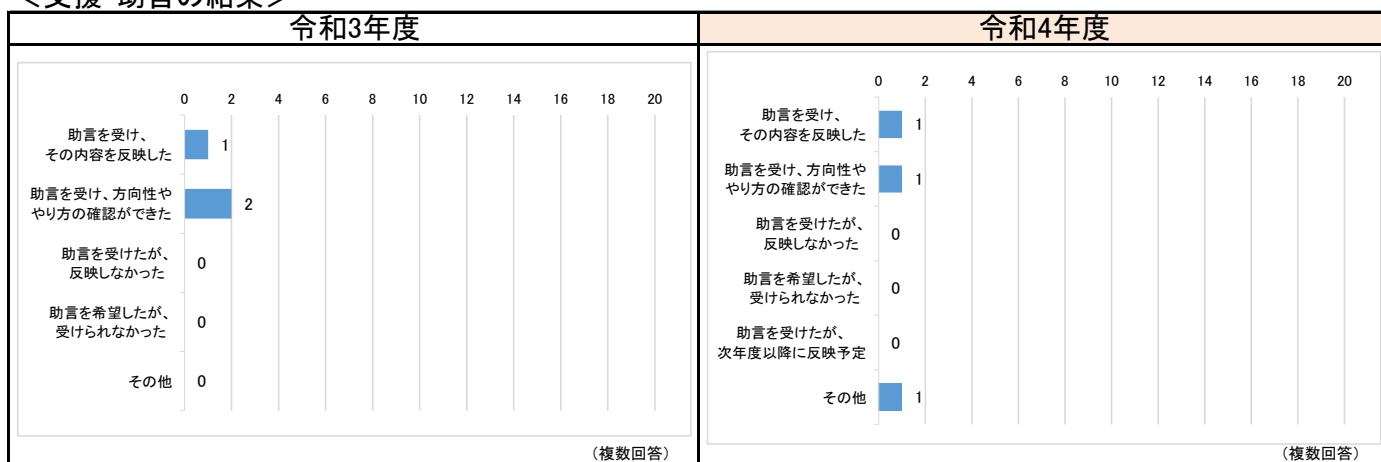 ＜支援・助言の結果＞
令和3年度
0 2 4 6 8 10 12 14 16 18 20
助言を受け、
その内容を反映した
1
助言を受け、方向性や
やり方の確認ができた
2
助言を受けたが、
反映しなかった
0
助言を希望したが、
受けられなかった
0
その他
0
（複数回答）
令和4年度
0 2 4 6 8 10 12 14 16 18 20
助言を受け、
その内容を反映した
1
助言を受け、方向性や
やり方の確認ができた
1
助言を受けたが、
反映しなかった
0
助言を希望したが、
受けられなかった
0
助言を受けたが、
次年度以降に反映予定
0
その他
1
（複数回答）